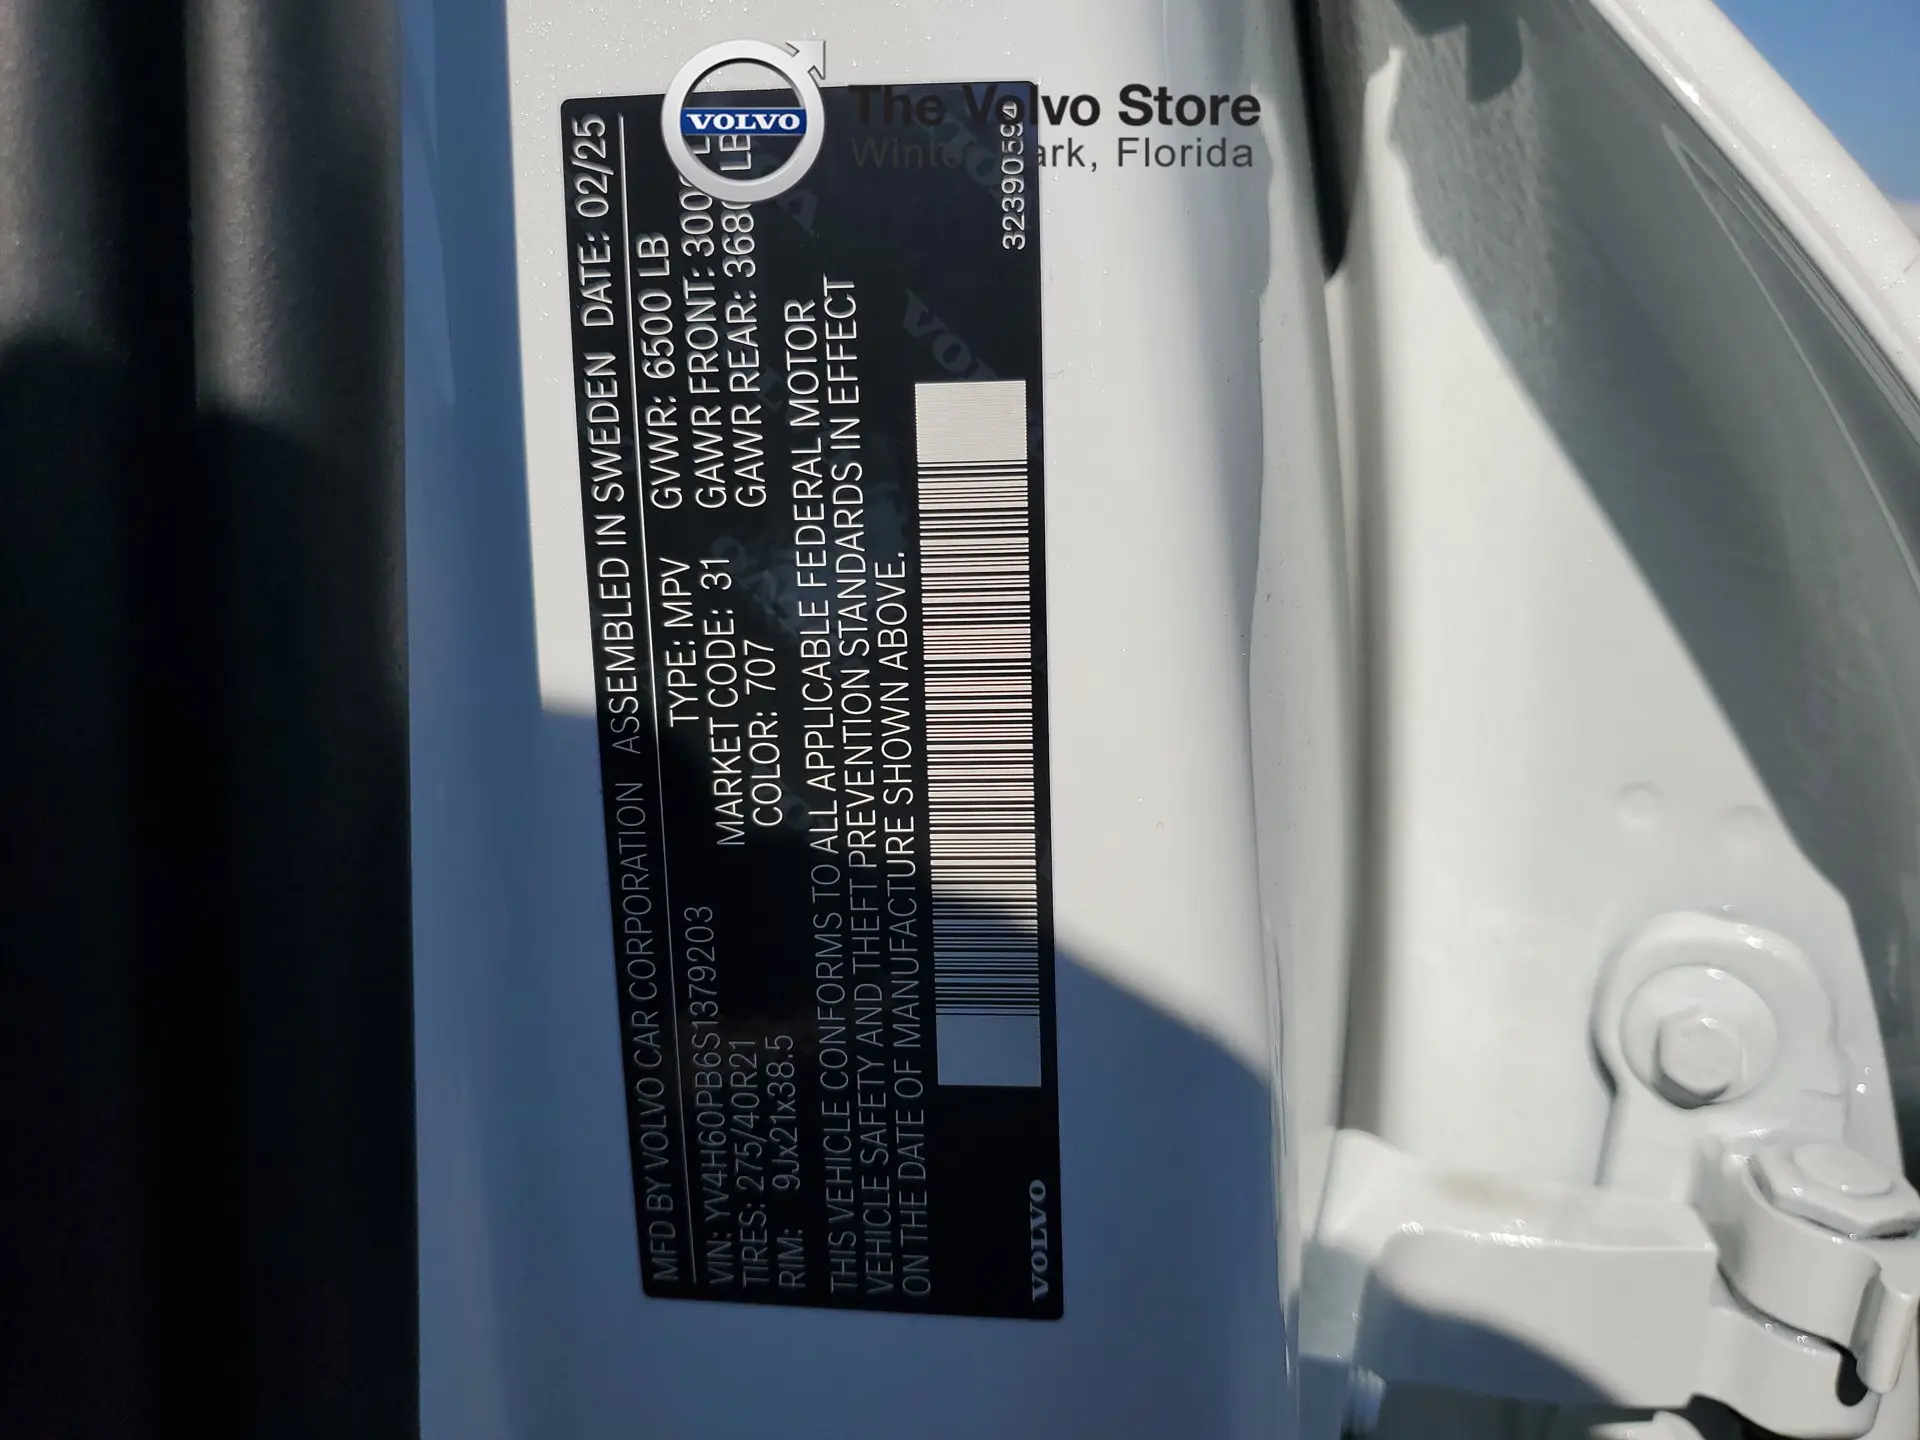 VOLVO
The Volvo Store
Winter Park, Florida
MFD BY VOLVO CAR CORPORATION ASSEMBLED IN SWEDEN DATE: 02/25
VIN: YV4H60PB6S1379203 TYPE: MPV GVWR: 6500 LB
TIRES: 275/40R21 MARKET CODE: 31 GAWR FRONT:
RIM: 9Jx21x38.5 COLOR: 707 GAWR REAR: LB
THIS VEHICLE CONFORMS TO ALL APPLICABLE FEDERAL MOTOR
VEHICLE SAFETY AND THEFT PREVENTION STANDARDS IN EFFECT
ON THE DATE OF MANUFACTURE SHOWN ABOVE.
VOLVO 32390594